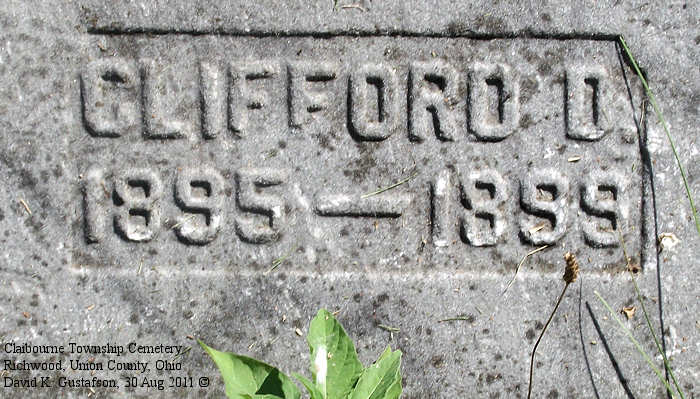 CLIFFORD D.
1895 — 1899
Claibourne Township Cemetery
Richwood, Union County, Ohio
David K. Gustafson, 30 Aug 2011 ©